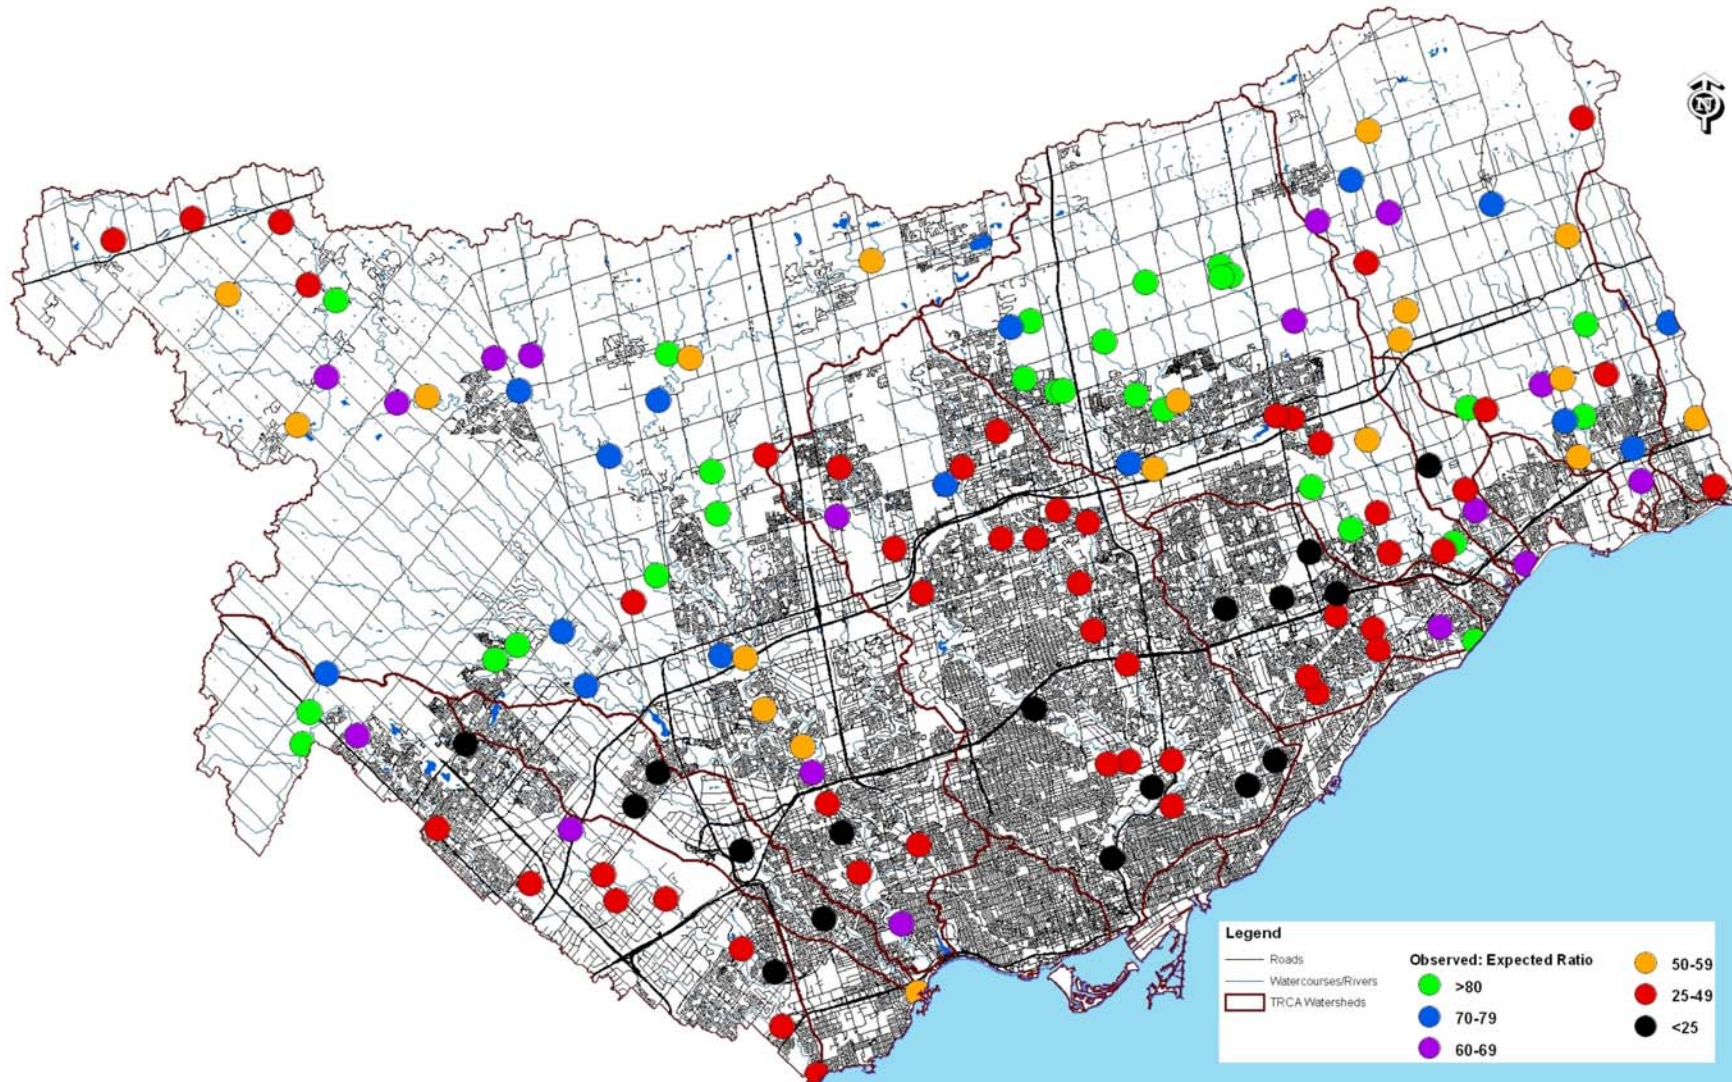 N
Legend
Roads
Watercourses/Rivers
TRCA Watersheds
Observed: Expected Ratio
>80
70-79
60-69
50-59
25-49
<25